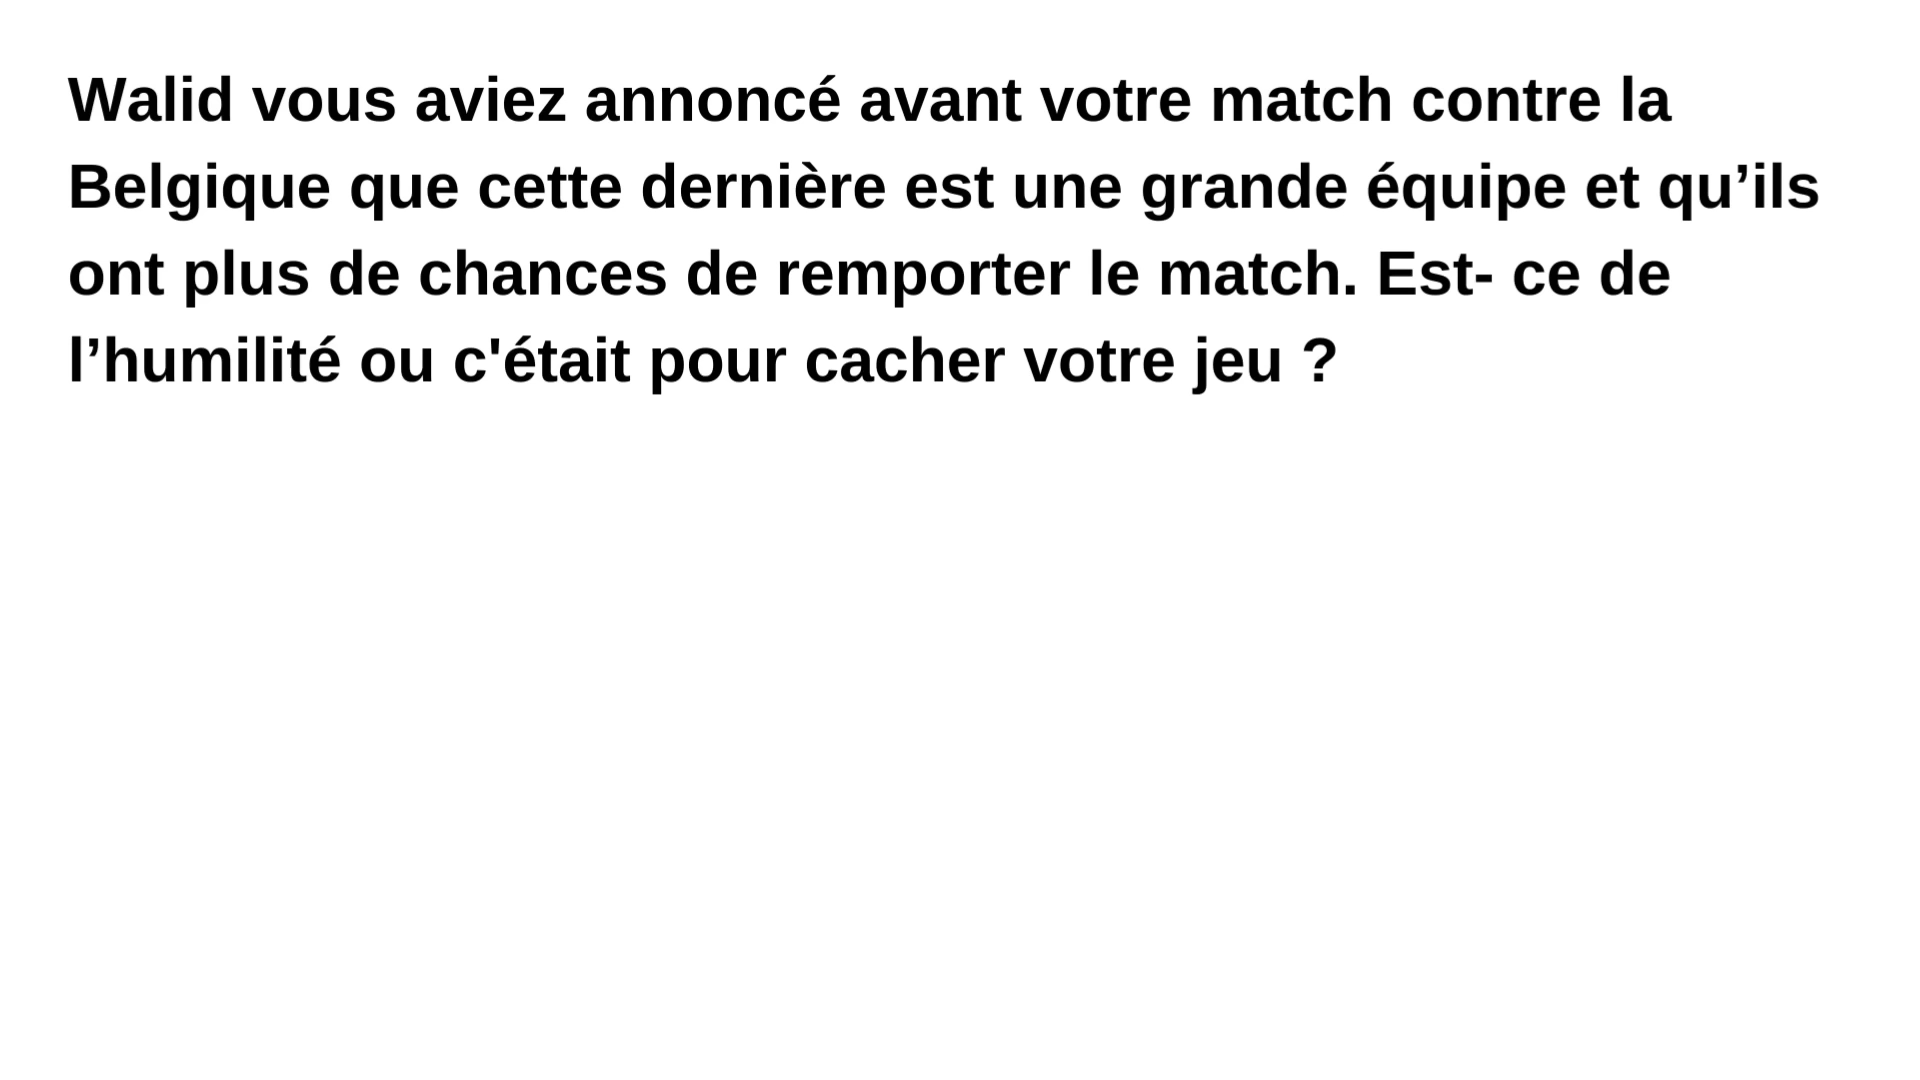 Walid vous aviez annoncé avant votre match contre la
Belgique que cette dernière est une grande équipe et qu’ils
ont plus de chances de remporter le match. Est- ce de
l’humilité ou c'était pour cacher votre jeu ?